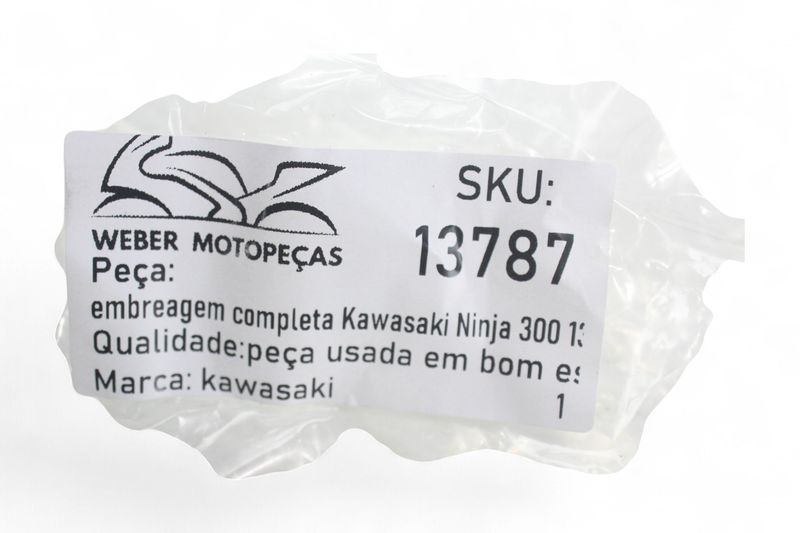 WEBER MOTOPEÇAS
SKU:
13787
Peça:
embreagem completa Kawasaki Ninja 300
Qualidade:peça usada em bom
Marca: kawasaki
1